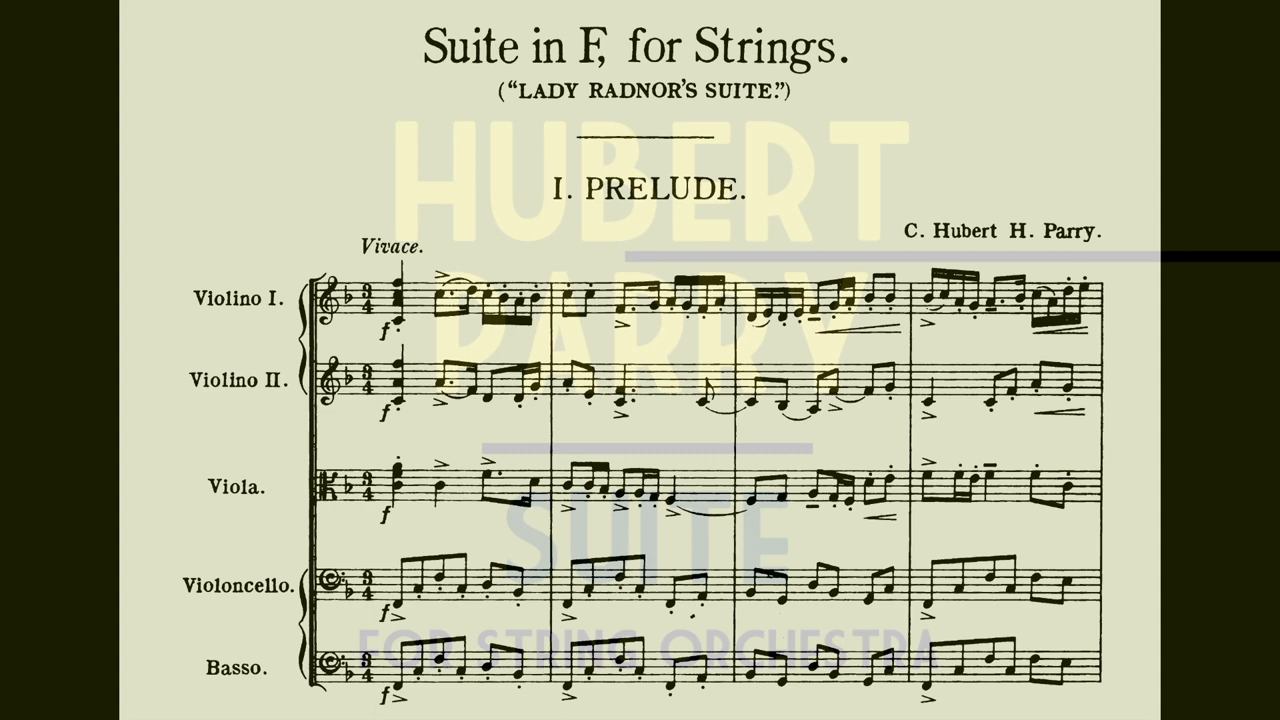 Suite in F, for Strings.
("LADY RADNOR'S SUITE.")
HUBERT
I. PRELUDE.
C. Hubert H. Parry.
Vivace.
PARRY
Violino I.
f
Violino II.
f
Viola.
f
SUITE
Violoncello.
f
FOR STRING ORCHESTRA
Basso.
f